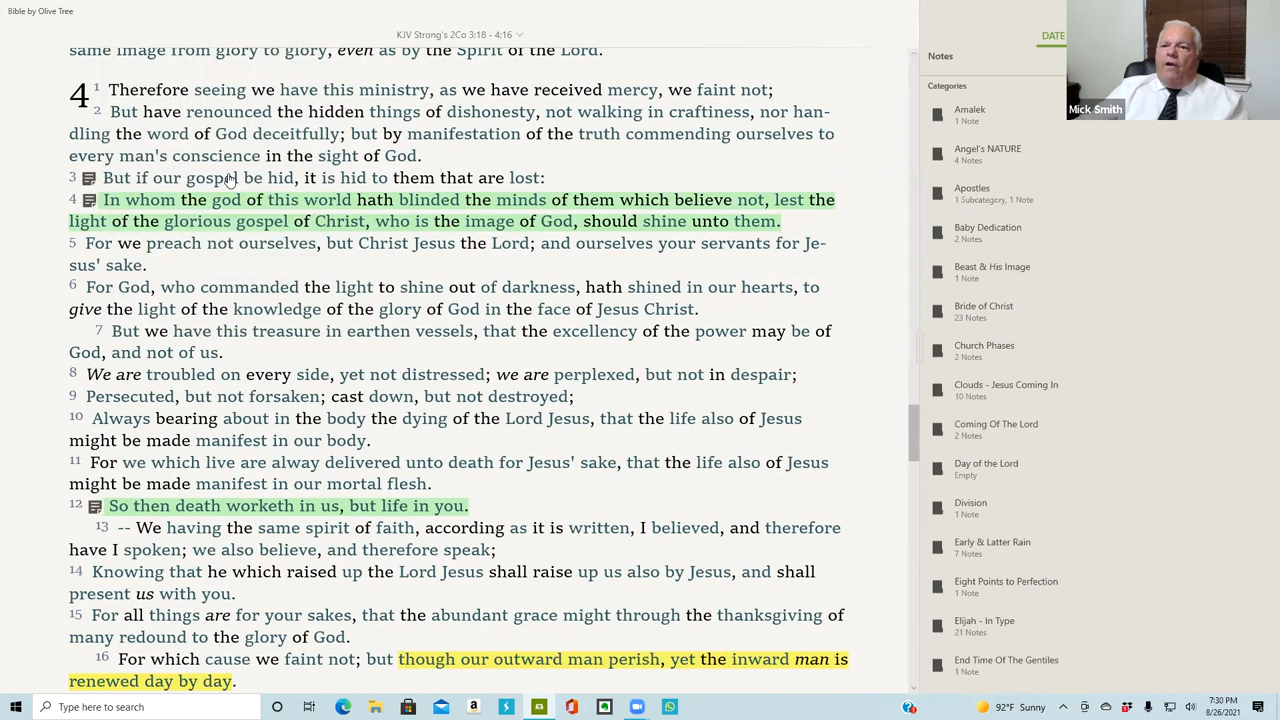 Bible by Olive Tree
KJV Strong's 2Co 3:18 - 4:16
same image from glory to glory, even as by the Spirit of the Lord.
4 1 Therefore seeing we have this ministry, as we have received mercy, we faint not;
2 But have renounced the hidden things of dishonesty, not walking in craftiness, nor han-
dling the word of God deceitfully; but by manifestation of the truth commending ourselves to
every man's conscience in the sight of God.
3 But if our gospel be hid, it is hid to them that are lost:
4 In whom the god of this world hath blinded the minds of them which believe not, lest the
light of the glorious gospel of Christ, who is the image of God, should shine unto them.
5 For we preach not ourselves, but Christ Jesus the Lord; and ourselves your servants for Je-
sus' sake.
6 For God, who commanded the light to shine out of darkness, hath shined in our hearts, to
give the light of the knowledge of the glory of God in the face of Jesus Christ.
7 But we have this treasure in earthen vessels, that the excellency of the power may be of
God, and not of us.
8 We are troubled on every side, yet not distressed; we are perplexed, but not in despair;
9 Persecuted, but not forsaken; cast down, but not destroyed;
10 Always bearing about in the body the dying of the Lord Jesus, that the life also of Jesus
might be made manifest in our body.
11 For we which live are alway delivered unto death for Jesus' sake, that the life also of Jesus
might be made manifest in our mortal flesh.
12 So then death worketh in us, but life in you.
13 -- We having the same spirit of faith, according as it is written, I believed, and therefore
have I spoken; we also believe, and therefore speak;
14 Knowing that he which raised up the Lord Jesus shall raise up us also by Jesus, and shall
present us with you.
15 For all things are for your sakes, that the abundant grace might through the thanksgiving of
many redound to the glory of God.
16 For which cause we faint not; but though our outward man perish, yet the inward man is
renewed day by day.
DATE
Mick Smith
Notes
Categories
Amalek
1 Note
Angel's NATURE
4 Notes
Apostles
1 Subcategory, 1 Note
Baby Dedication
2 Notes
Beast & His Image
1 Note
Bride of Christ
23 Notes
Church Phases
2 Notes
Clouds - Jesus Coming In
10 Notes
Coming Of The Lord
2 Notes
Day of the Lord
Empty
Division
1 Note
Early & Latter Rain
7 Notes
Eight Points to Perfection
1 Note
Elijah - In Type
21 Notes
End Time Of The Gentiles
1 Note
Type here to search
92°F Sunny
7:30 PM
8/26/2021